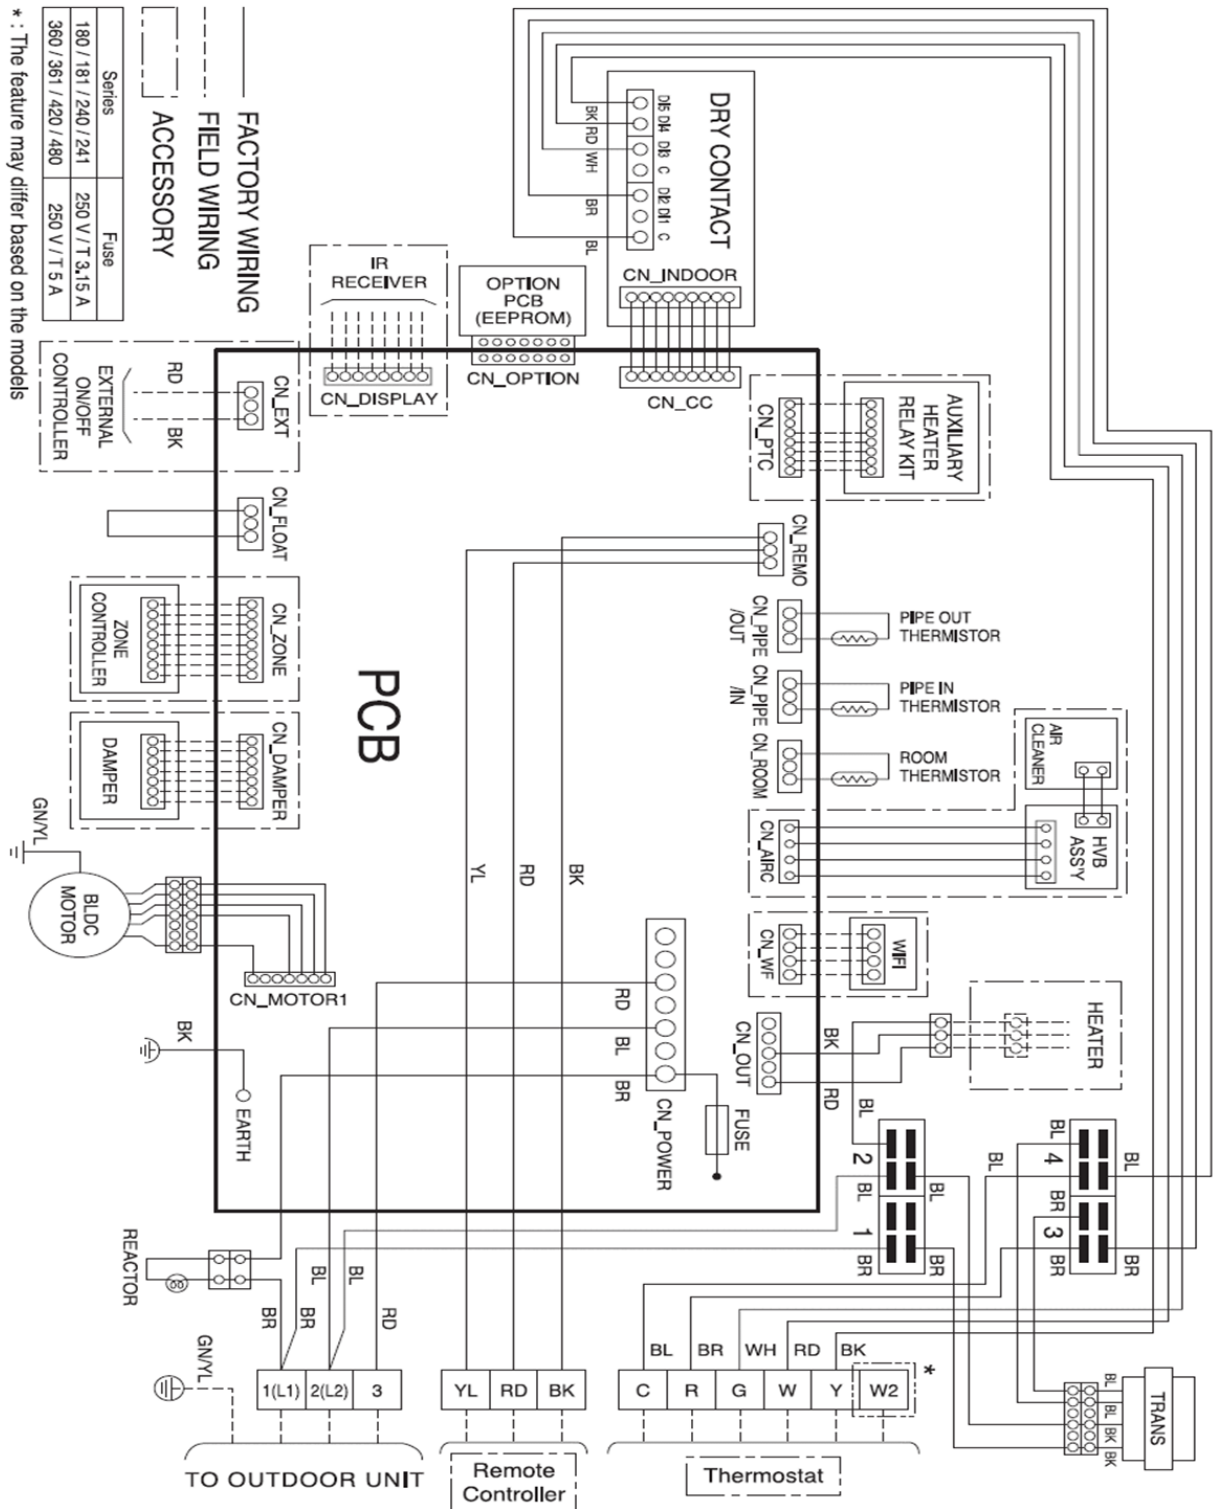 DRY CONTACT
DI5 DI4 DI3 C DI2 DI1 C
BK RD WH BR BL
CN_INDOOR
CN_CC
OPTION
PCB
(EEPROM)
CN_OPTION
IR
RECEIVER
CN_DISPLAY
FACTORY WIRING
FIELD WIRING
ACCESSORY
Series Fuse
180 / 181 / 240 / 241 250 V / T 3.15 A
360 / 361 / 420 / 480 250 V / T 5 A
* : The feature may differ based on the models
CN_EXT
RD
BK
EXTERNAL
ON/OFF
CONTROLLER
CN_FLOAT
CN_ZONE
ZONE
CONTROLLER
CN_DAMPER
DAMPER
GN/YL
BLDC
MOTOR
CN_MOTOR1
BK
EARTH
PCB
AUXILIARY
HEATER
RELAY KIT
CN_PTC
CN_REMO
CN_PIPE
/OUT
PIPE OUT
THERMISTOR
CN_PIPE
/IN
PIPE IN
THERMISTOR
CN_ROOM
ROOM
THERMISTOR
AIR
CLEANER
HVB
ASS'Y
CN_AIRC
WIFI
CN_WF
YL
RD
BK
RD
BL
BR
CN_POWER
FUSE
CN_OUT
BK
RD
HEATER
BL
2
BL
BL
1
BR
BL
BL
4
BL
BR
3
BR
BR
REACTOR
BR
BR
BL
BL
RD
GN/YL
1(L1) 2(L2) 3
TO OUTDOOR UNIT
YL RD BK
Remote
Controller
BL BR WH RD BK
C R G W Y W2
*
Thermostat
BL
BL
BK
BK
TRANS